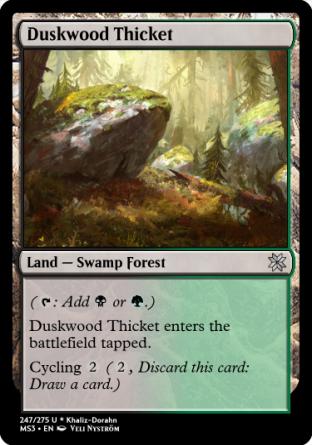 Duskwood Thicket
Land — Swamp Forest
( : Add or .)
Duskwood Thicket enters the
battlefield tapped.
Cycling 2 ( 2 , Discard this card:
Draw a card.)
247/275 U * Khaliz-Dorahn
MS3 • EN Yeli Nyström